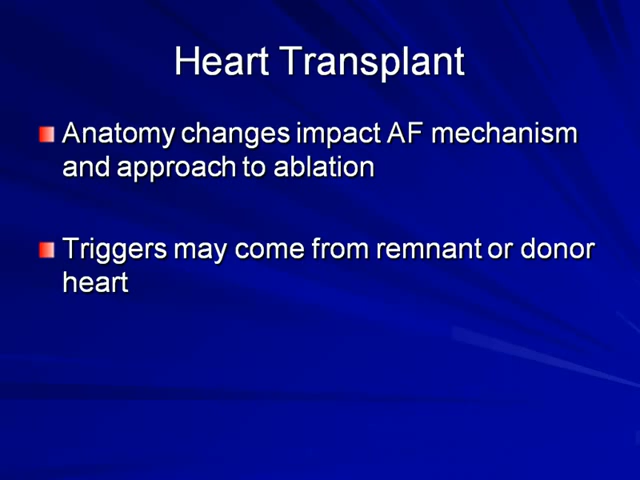 Heart Transplant
Anatomy changes impact AF mechanism
and approach to ablation
Triggers may come from remnant or donor
heart